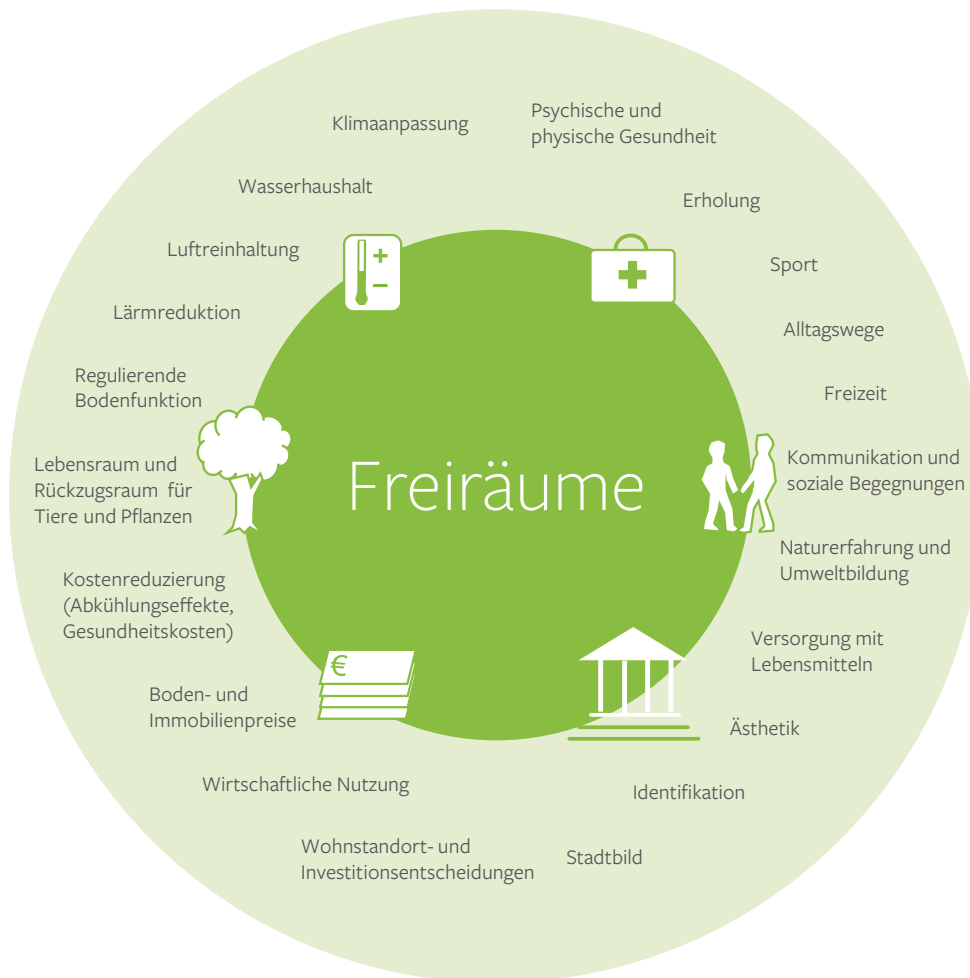 Psychische und
physische Gesundheit
Erholung
Sport
Alltagswege
Freizeit
Kommunikation und
soziale Begegnungen
Naturerfahrung und
Umweltbildung
Versorgung mit
Lebensmitteln
Ästhetik
Identifikation
Stadtbild
Wohnstandort- und
Investitionsentscheidungen
Wirtschaftliche Nutzung
Boden- und
Immobilienpreise
Kostenreduzierung
(Abkühlungseffekte,
Gesundheitskosten)
Lebensraum und
Rückzugsraum für
Tiere und Pflanzen
Regulierende
Bodenfunktion
Lärmreduktion
Luftreinhaltung
Wasserhaushalt
Klimaanpassung
+
−
+
€
Freiräume